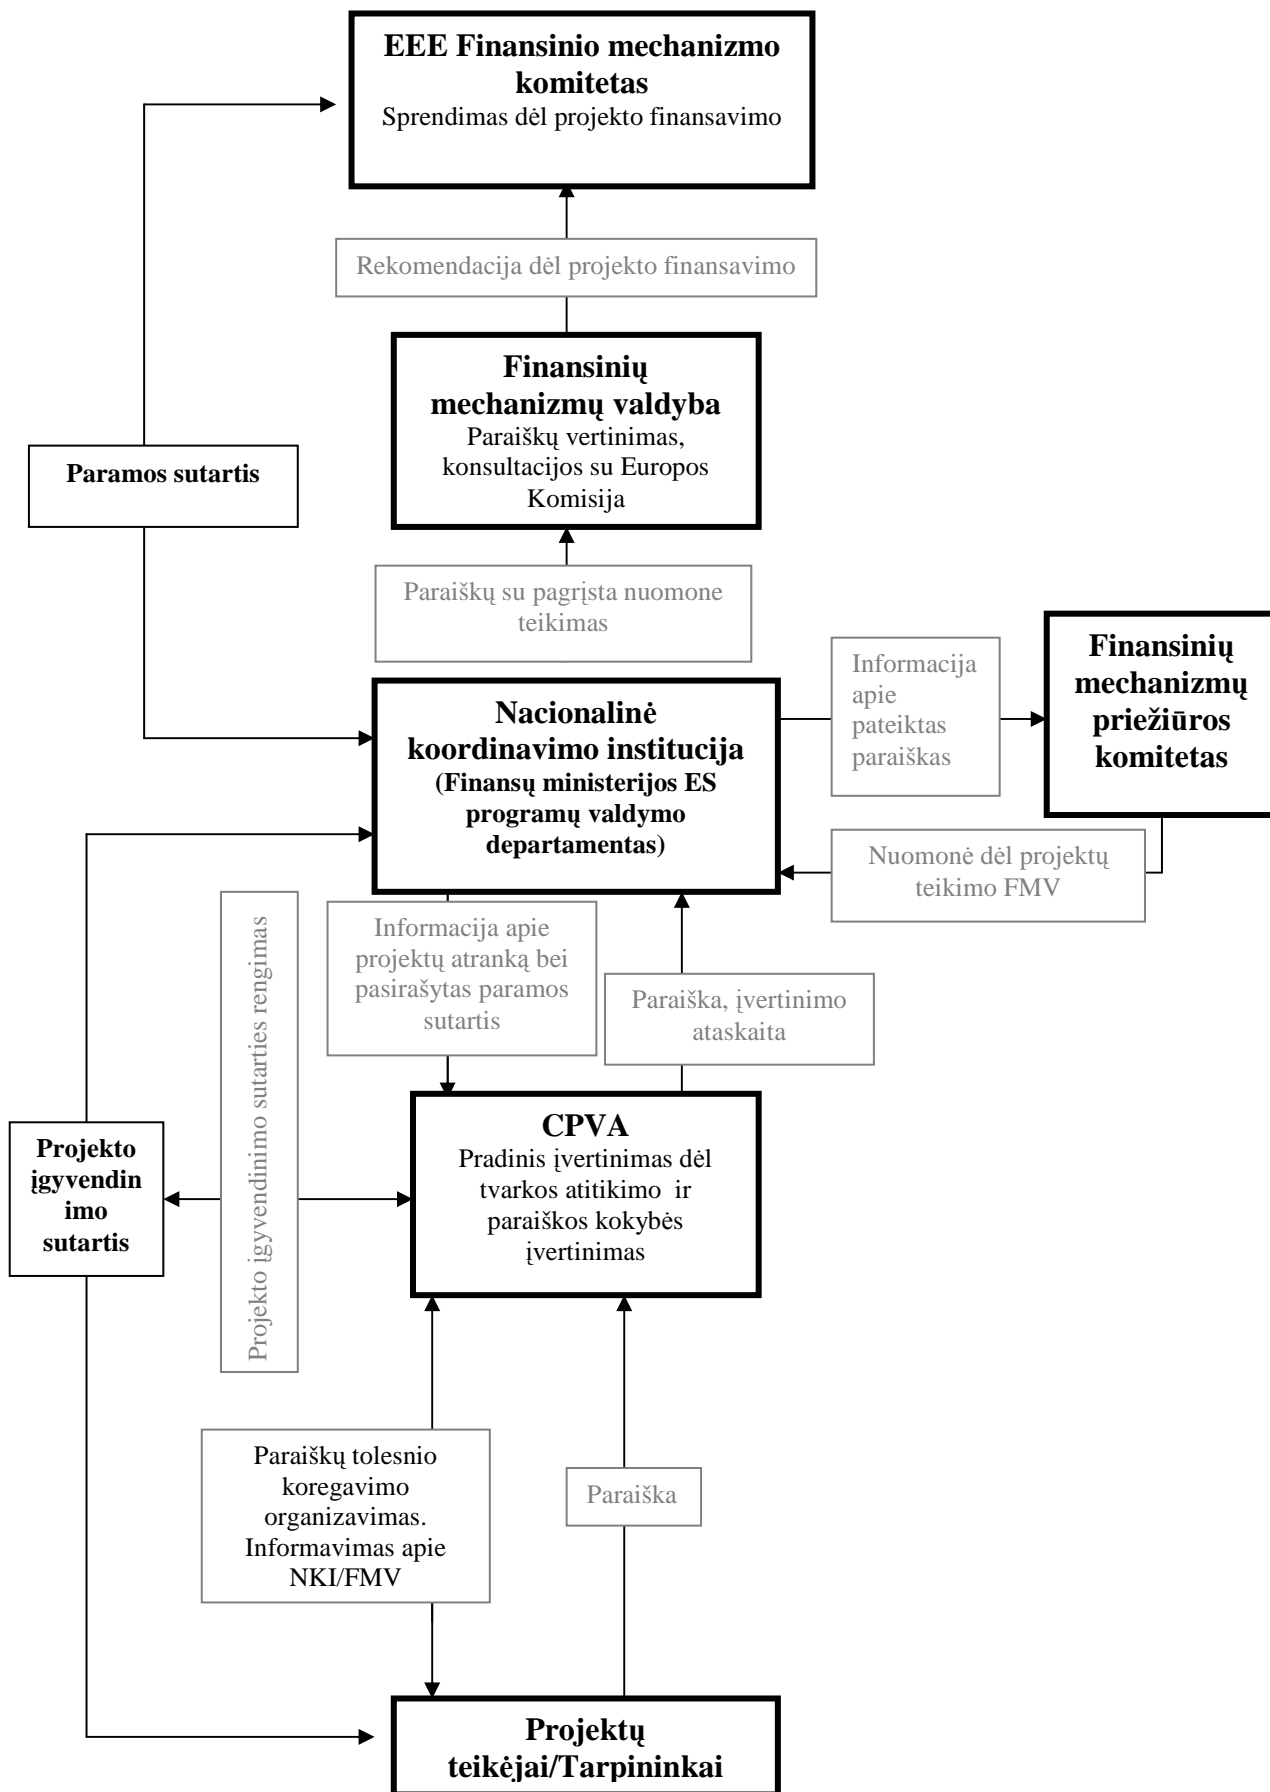 EEE Finansinio mechanizmo
komitetas
Sprendimas dėl projekto finansavimo
Rekomendacija dėl projekto finansavimo
Finansinių
mechanizmų valdyba
Paraiškų vertinimas,
konsultacijos su Europos
Komisija
Paramos sutartis
Paraiškų su pagrįsta nuomone
teikimas
Nacionalinė
koordinavimo institucija
(Finansų ministerijos ES
programų valdymo
departamentas)
Informacija
apie
pateiktas
paraiškas
Finansinių
mechanizmų
priežiūros
komitetas
Nuomonė dėl projektų
teikimo FMV
Informacija apie
projektų atranką bei
pasirašytas paramos
sutartis
Paraiška, įvertinimo
ataskaita
Projekto įgyvendinimo sutarties rengimas
Projekto
įgyvendin
imo
sutartis
CPVA
Pradinis įvertinimas dėl
tvarkos atitikimo ir
paraiškos kokybės
įvertinimas
Paraiškų tolesnio
koregavimo
organizavimas.
Informavimas apie
NKI/FMV
Paraiška
Projektų
teikėjai/Tarpininkai